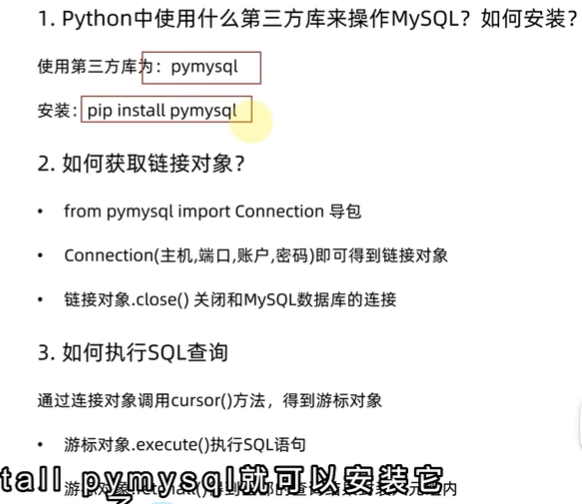 1. Python中使用什么第三方库来操作MySQL？如何安装？
使用第三方库为：pymysql
安装：pip install pymysql
2. 如何获取链接对象？
• from pymysql import Connection 导包
• Connection(主机,端口,账户,密码)即可得到链接对象
• 链接对象.close() 关闭和MySQL数据库的连接
3. 如何执行SQL查询
通过连接对象调用cursor()方法，得到游标对象
• 游标对象.execute()执行SQL语句
tall pymysql就可以安装它